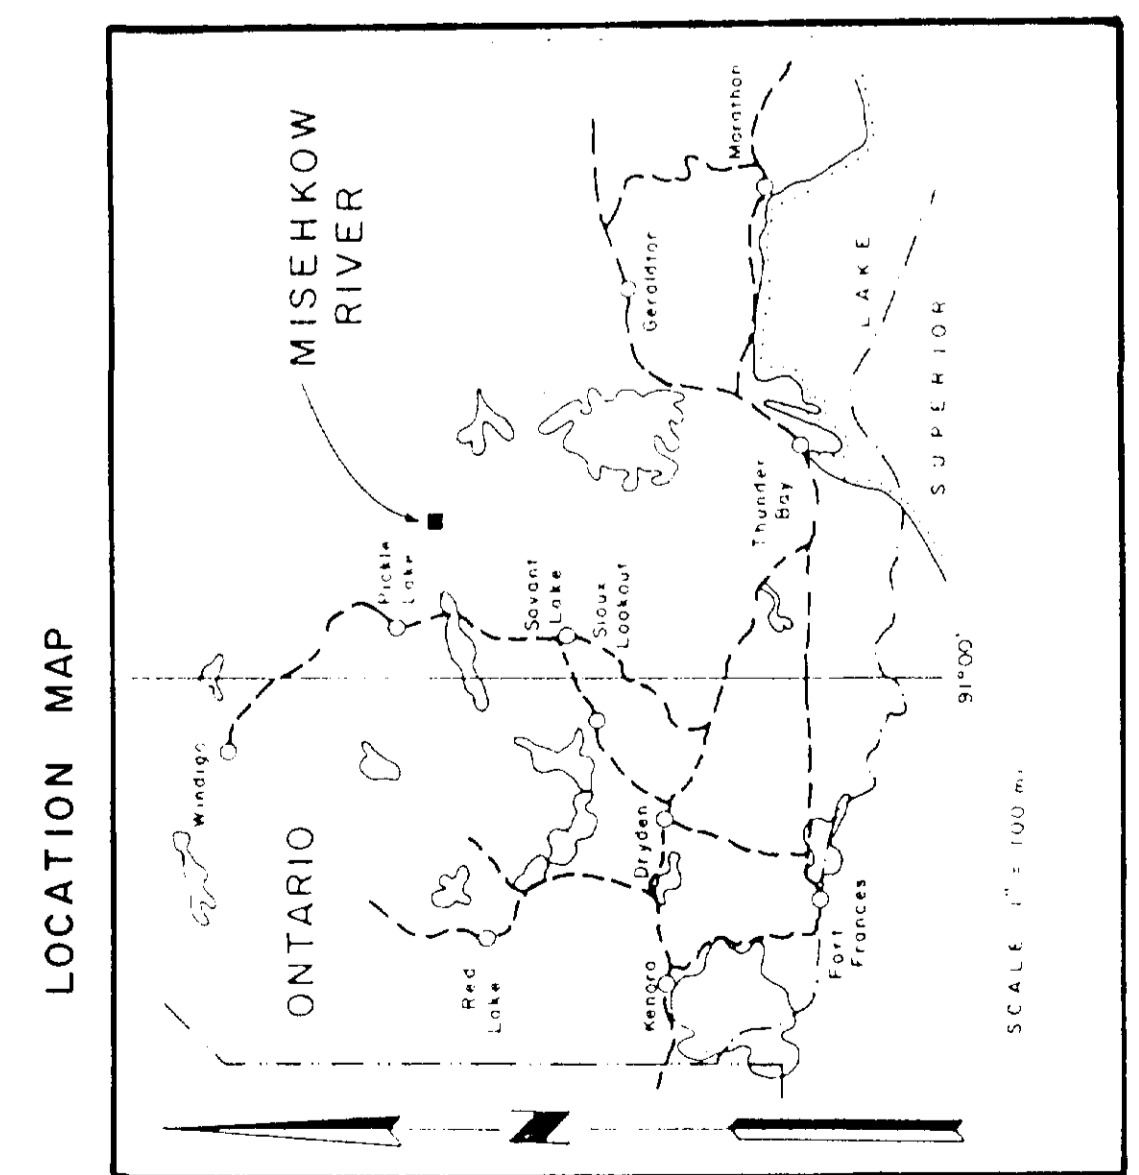 LOCATION MAP
MISEHKOW
RIVER
ONTARIO
Windigo
Pickle
Lake
Red
Lake
Savant
Lake
Sioux
Lookout
Geraldton
Marathon
Dryden
Kenora
Thunder
Bay
Fort
Frances
LAKE
SUPERIOR
91°00'
SCALE 1" = 100 mi
N